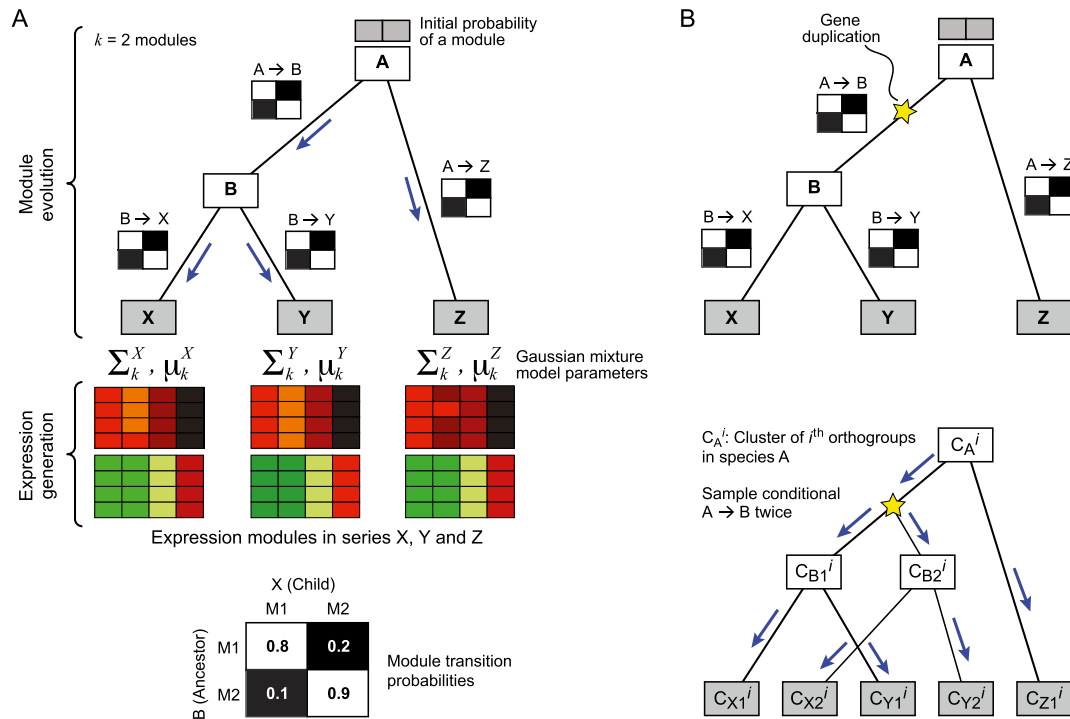 A
k = 2 modules
Initial probability
of a module
A
A → B
Module
evolution
B
A → Z
B → X
B → Y
X
Y
Z
Σ_k^X , μ_k^X
Σ_k^Y , μ_k^Y
Σ_k^Z , μ_k^Z
Gaussian mixture
model parameters
Expression
generation
Expression modules in series X, Y and Z
X (Child)
M1 M2
B (Ancestor)
M1 0.8 0.2
M2 0.1 0.9
Module transition
probabilities
B
Gene
duplication
A
A → B
B
A → Z
B → X
B → Y
X
Y
Z
C_A^i: Cluster of i^th orthogroups
in species A
C_A^i
Sample conditional
A → B twice
C_B1^i
C_B2^i
C_X1^i
C_X2^i
C_Y1^i
C_Y2^i
C_Z1^i